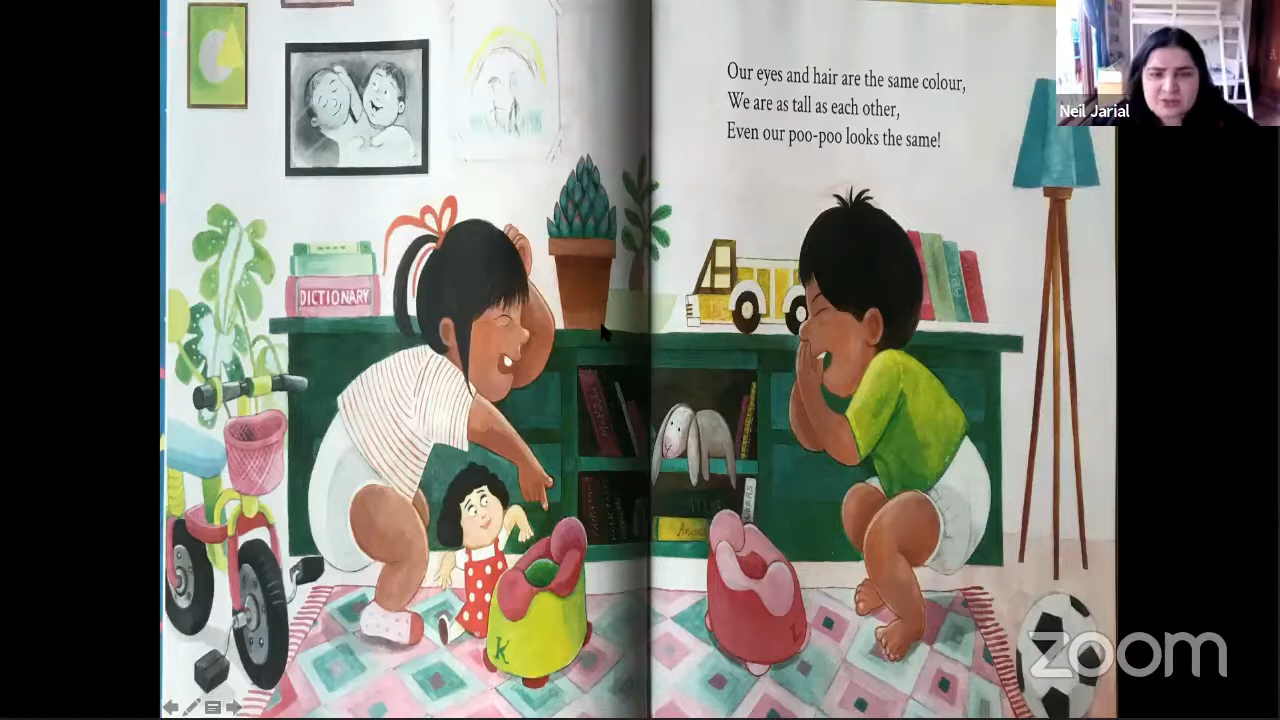 Our eyes and hair are the same colour,
We are as tall as each other,
Even our poo-poo looks the same!
Neil Jarial
DICTIONARY
K
L
zoom